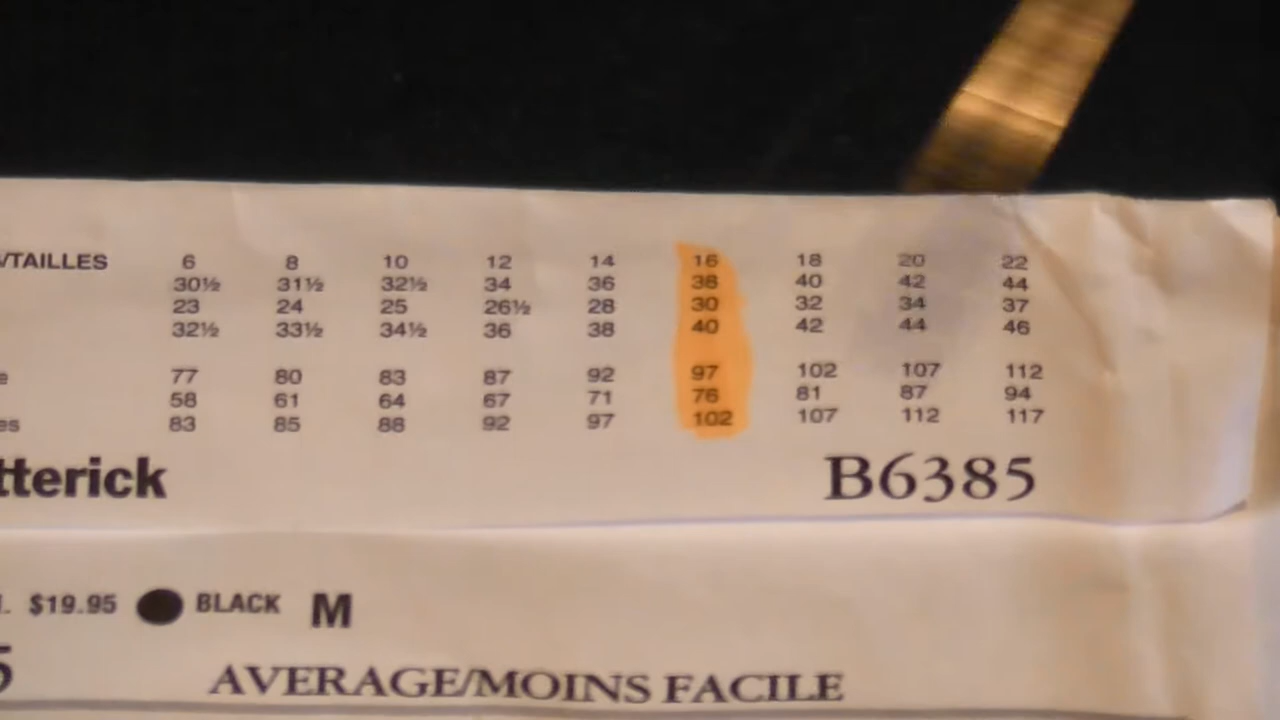 /TAILLES 6 8 10 12 14 16 18 20 22
30½ 31½ 32½ 34 36 38 40 42 44
23 24 25 26½ 28 30 32 34 37
32½ 33½ 34½ 36 38 40 42 44 46
e 77 80 83 87 92 97 102 107 112
58 61 64 67 71 76 81 87 94
es 83 85 88 92 97 102 107 112 117
tterick B6385
. $19.95 BLACK M
5 AVERAGE/MOINS FACILE